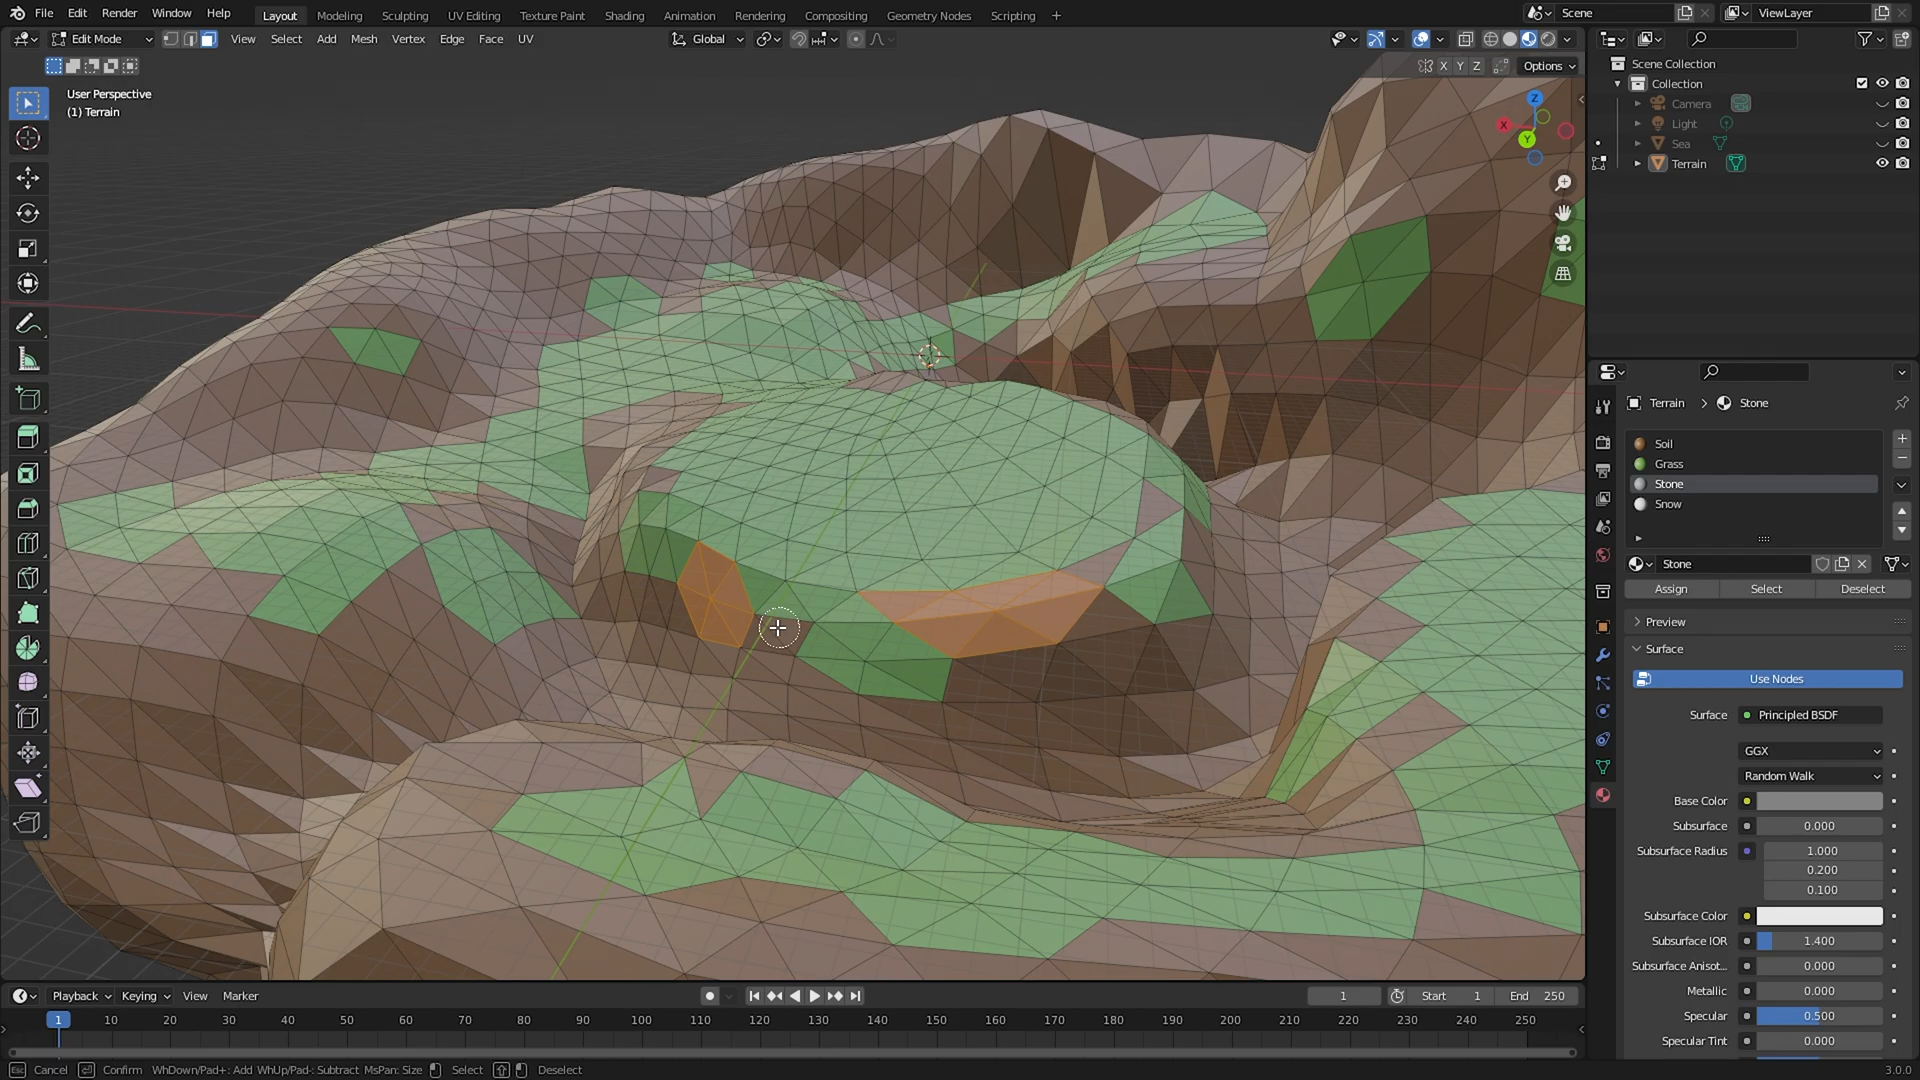 File Edit Render Window Help Layout Modeling Sculpting UV Editing Texture Paint Shading Animation Rendering Compositing Geometry Nodes Scripting + Scene ViewLayer
Edit Mode View Select Add Mesh Vertex Edge Face UV Global
X Y Z Options
User Perspective
(1) Terrain
Z
X
Y
Scene Collection
Collection
Camera
Light
Sea
Terrain
Terrain > Stone
Soil
Grass
Stone
Snow
Stone
Assign Select Deselect
Preview
Surface
Use Nodes
Surface Principled BSDF
GGX
Random Walk
Base Color
Subsurface 0.000
Subsurface Radius 1.000
0.200
0.100
Subsurface Color
Subsurface IOR 1.400
Subsurface Anisot... 0.000
Metallic 0.000
Specular 0.500
Specular Tint 0.000
Playback Keying View Marker 1 Start 1 End 250
1 10 20 30 40 50 60 70 80 90 100 110 120 130 140 150 160 170 180 190 200 210 220 230 240 250
Esc Cancel Confirm WhDown/Pad+: Add WhUp/Pad-: Subtract MsPan: Size Select Deselect 3.0.0